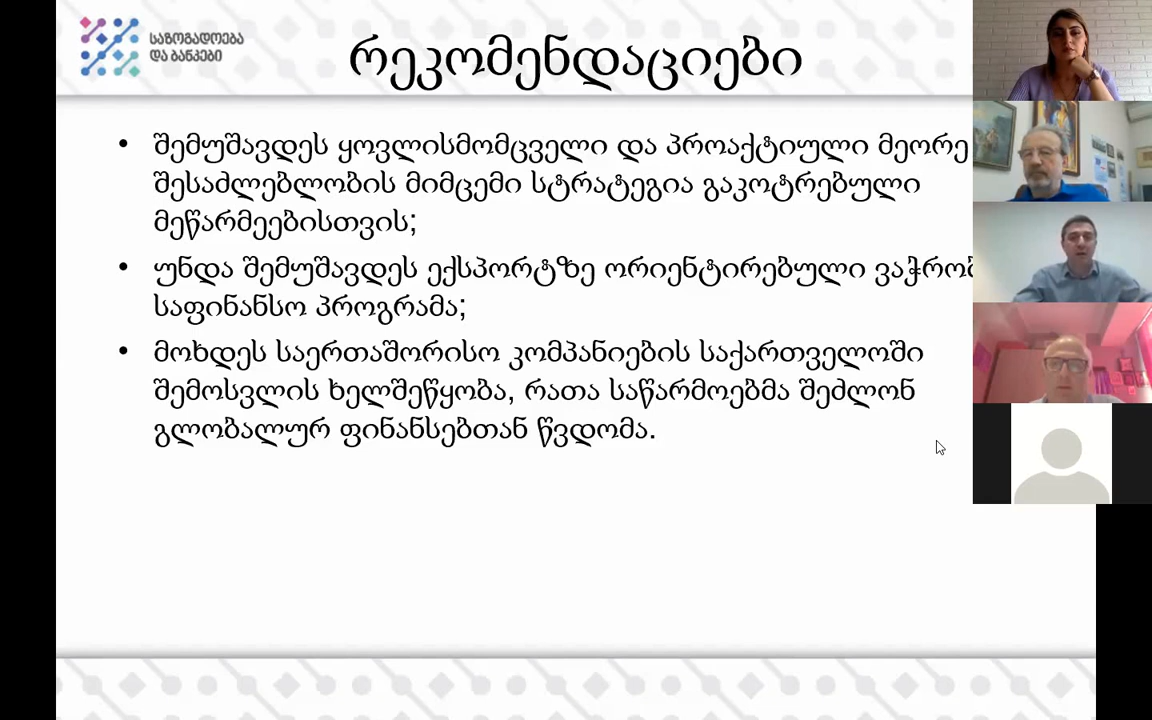 საზოგადოება
და ბანკები
რეკომენდაციები
• შემუშავდეს ყოვლისმომცველი და პროაქტიული მეორე
შესაძლებლობის მიმცემი სტრატეგია გაკოტრებული
მეწარმეებისთვის;
• უნდა შემუშავდეს ექსპორტზე ორიენტირებული
საფინანსო პროგრამა;
• მოხდეს საერთაშორისო კომპანიების საქართველოში
შემოსვლის ხელშეწყობა, რათა საწარმოებმა შეძლონ
გლობალურ ფინანსებთან წვდომა.